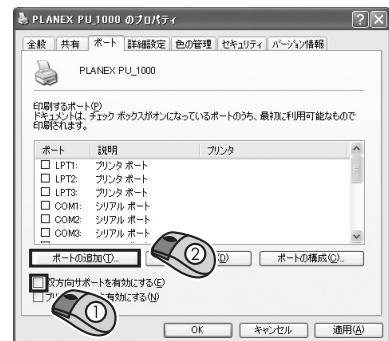 PLANEX PU_1000 のプロパティ
全般 共有 ポート 詳細設定 色の管理 セキュリティ バージョン情報
PLANEX PU_1000
印刷するポート(P)
ドキュメントは、チェック ボックスがオンになっているポートのうち、最初に利用可能なもので
印刷されます。
ポート 説明 プリンタ
LPT1: プリンタ ポート
LPT2: プリンタ ポート
LPT3: プリンタ ポート
COM1: シリアル ポート
COM2: シリアル ポート
COM3: シリアル ポート
ポートの追加(T)... ② (D) ポートの構成(C)...
双方向サポートを有効にする(E)
を有効にする(N)
①
OK キャンセル 適用(A)